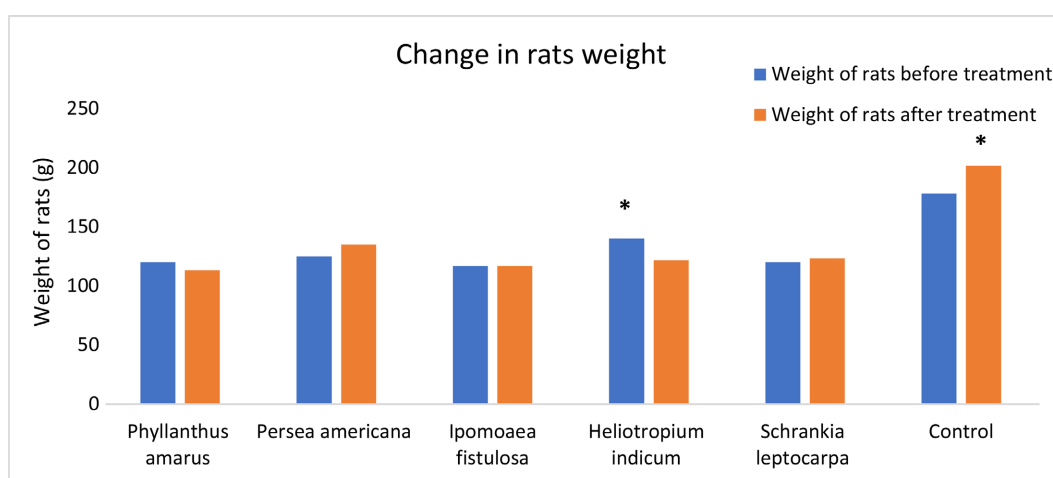 Change in rats weight
Weight of rats before treatment
Weight of rats after treatment
Weight of rats (g)
250
200
150
100
50
0
*
*
Phyllanthus
amarus
Persea americana
Ipomoaea
fistulosa
Heliotropium
indicum
Schrankia
leptocarpa
Control